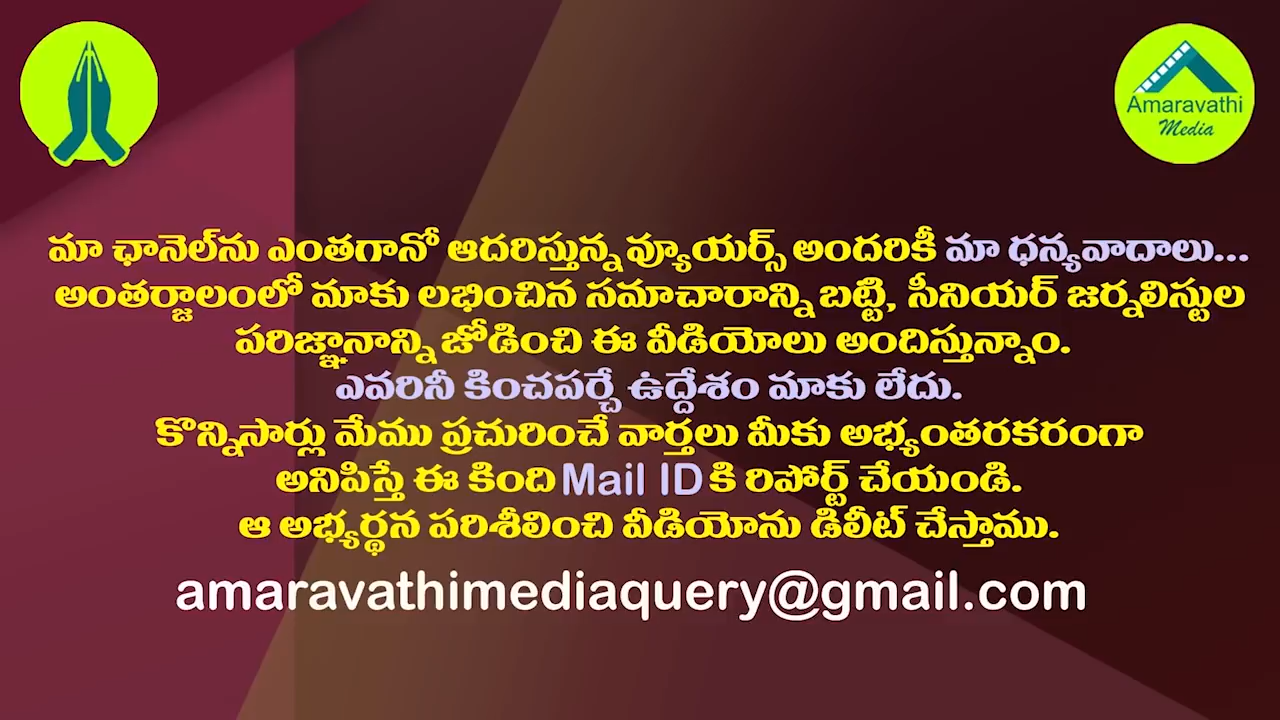 Amaravathi
Media
మా ఛానెల్‌ను ఎంతగానో ఆదరిస్తున్న వ్యూయర్స్ అందరికీ మా ధన్యవాదాలు...
అంతర్జాలంలో మాకు లభించిన సమాచారాన్ని బట్టి, సీనియర్ జర్నలిస్టుల
పరిజ్ఞానాన్ని జోడించి ఈ వీడియోలు అందిస్తున్నాం.
ఎవరినీ కించపర్చే ఉద్దేశం మాకు లేదు.
కొన్నిసార్లు మేము ప్రచురించే వార్తలు మీకు అభ్యంతరకరంగా
అనిపిస్తే ఈ కింది Mail ID కి రిపోర్ట్ చేయండి.
ఆ అభ్యర్థన పరిశీలించి వీడియోను డిలీట్ చేస్తాము.
amaravathimediaquery@gmail.com